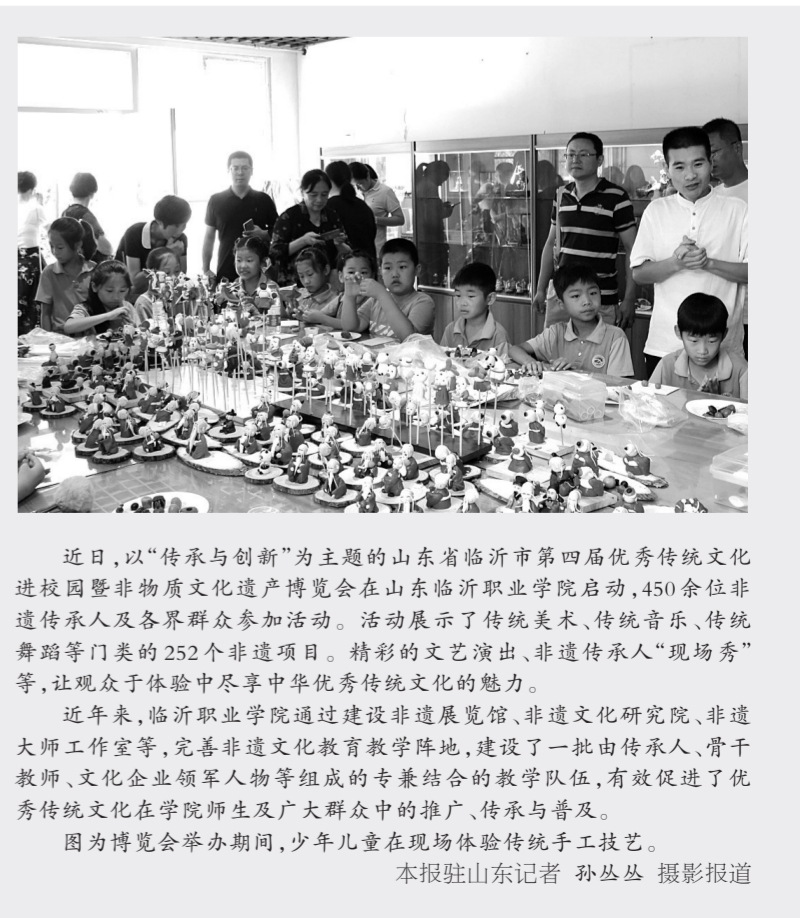 近日,以“传承与创新”为主题的山东省临沂市第四届优秀传统文化
进校园暨非物质文化遗产博览会在山东临沂职业学院启动,450余位非
遗传承人及各界群众参加活动。活动展示了传统美术、传统音乐、传统
舞蹈等门类的252个非遗项目。精彩的文艺演出、非遗传承人“现场秀”
等,让观众于体验中尽享中华优秀传统文化的魅力。
近年来,临沂职业学院通过建设非遗展览馆、非遗文化研究院、非遗
大师工作室等,完善非遗文化教育教学阵地,建设了一批由传承人、骨干
教师、文化企业领军人物等组成的专兼结合的教学队伍,有效促进了优
秀传统文化在学院师生及广大群众中的推广、传承与普及。
图为博览会举办期间,少年儿童在现场体验传统手工技艺。
本报驻山东记者 孙丛丛 摄影报道